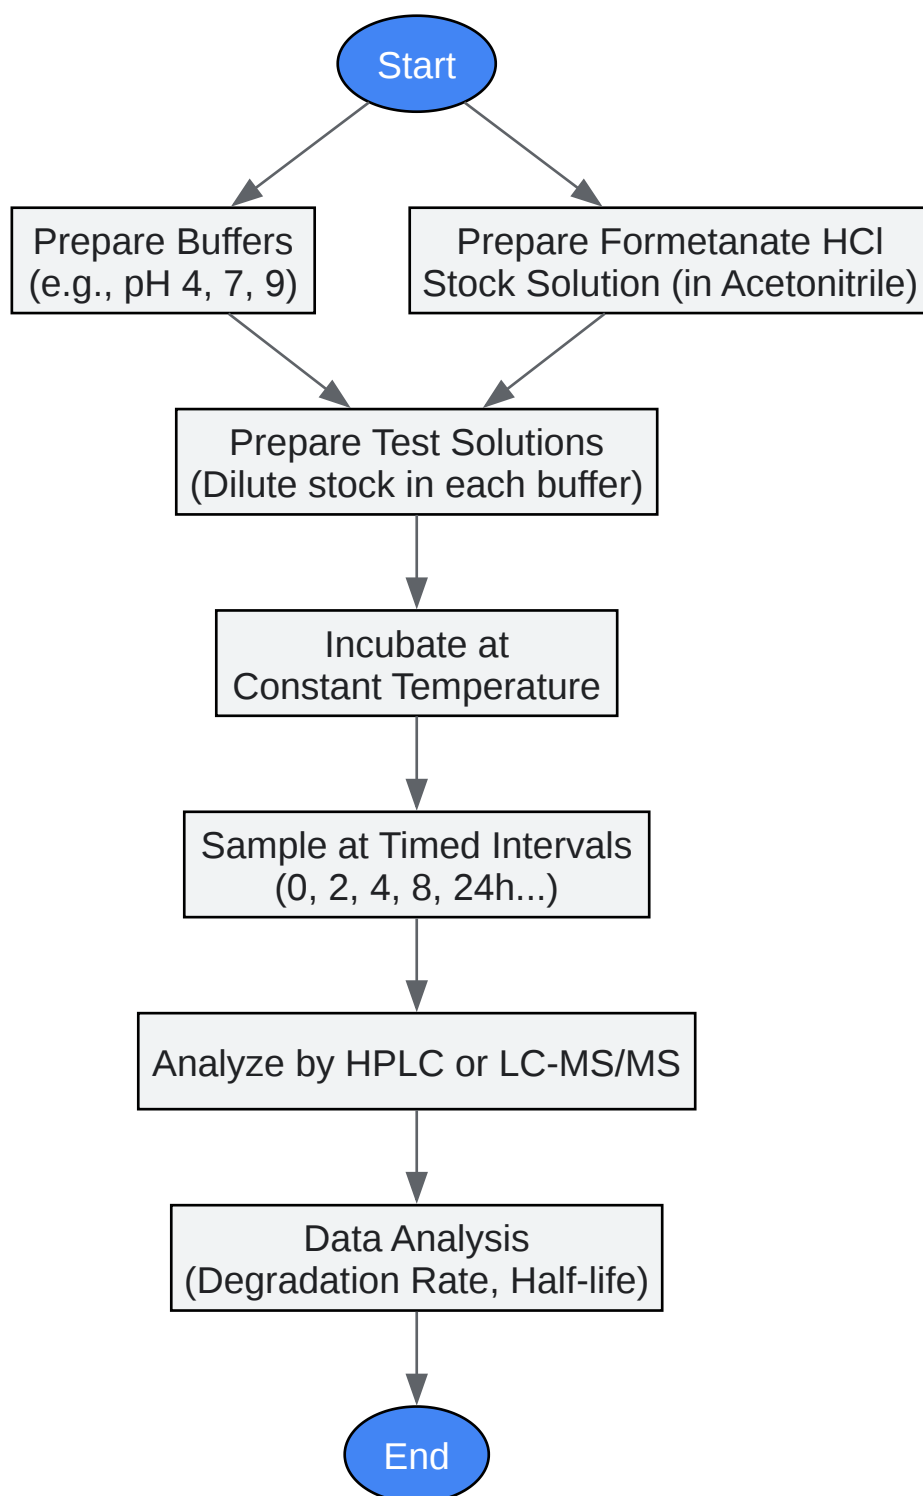 Start
Prepare Buffers
(e.g., pH 4, 7, 9)
Prepare Formetanate HCl
Stock Solution (in Acetonitrile)
Prepare Test Solutions
(Dilute stock in each buffer)
Incubate at
Constant Temperature
Sample at Timed Intervals
(0, 2, 4, 8, 24h...)
Analyze by HPLC or LC-MS/MS
Data Analysis
(Degradation Rate, Half-life)
End